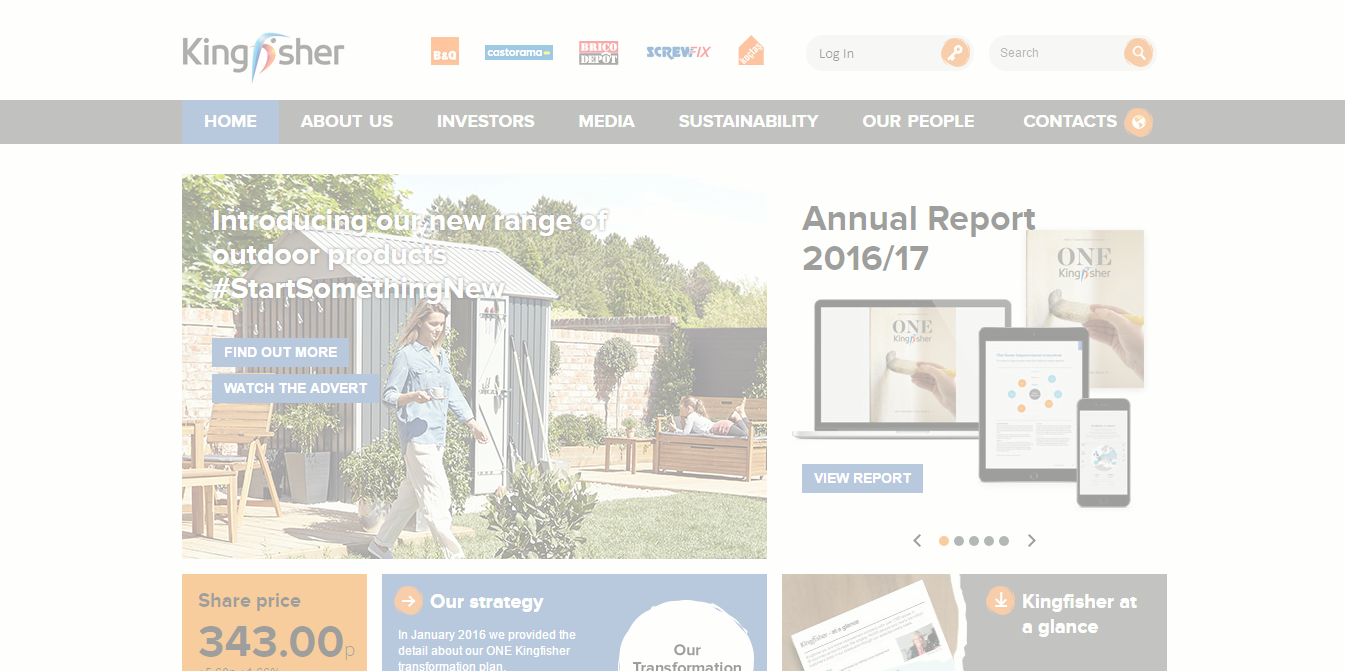 Kingfisher
B&Q
castorama
BRICO
DEPÔT
SCREWFIX
koçtaş
Log In
Search
HOME
ABOUT US
INVESTORS
MEDIA
SUSTAINABILITY
OUR PEOPLE
CONTACTS
Introducing our new range of
outdoor products
#StartSomethingNew
FIND OUT MORE
WATCH THE ADVERT
Annual Report
2016/17
ONE
Kingfisher
ONE
Kingfisher
VIEW REPORT
Share price
343.00p
Our strategy
In January 2016 we provided the
detail about our ONE Kingfisher
transformation plan.
Our
Transformation
Kingfisher - at a glance
Kingfisher at
a glance